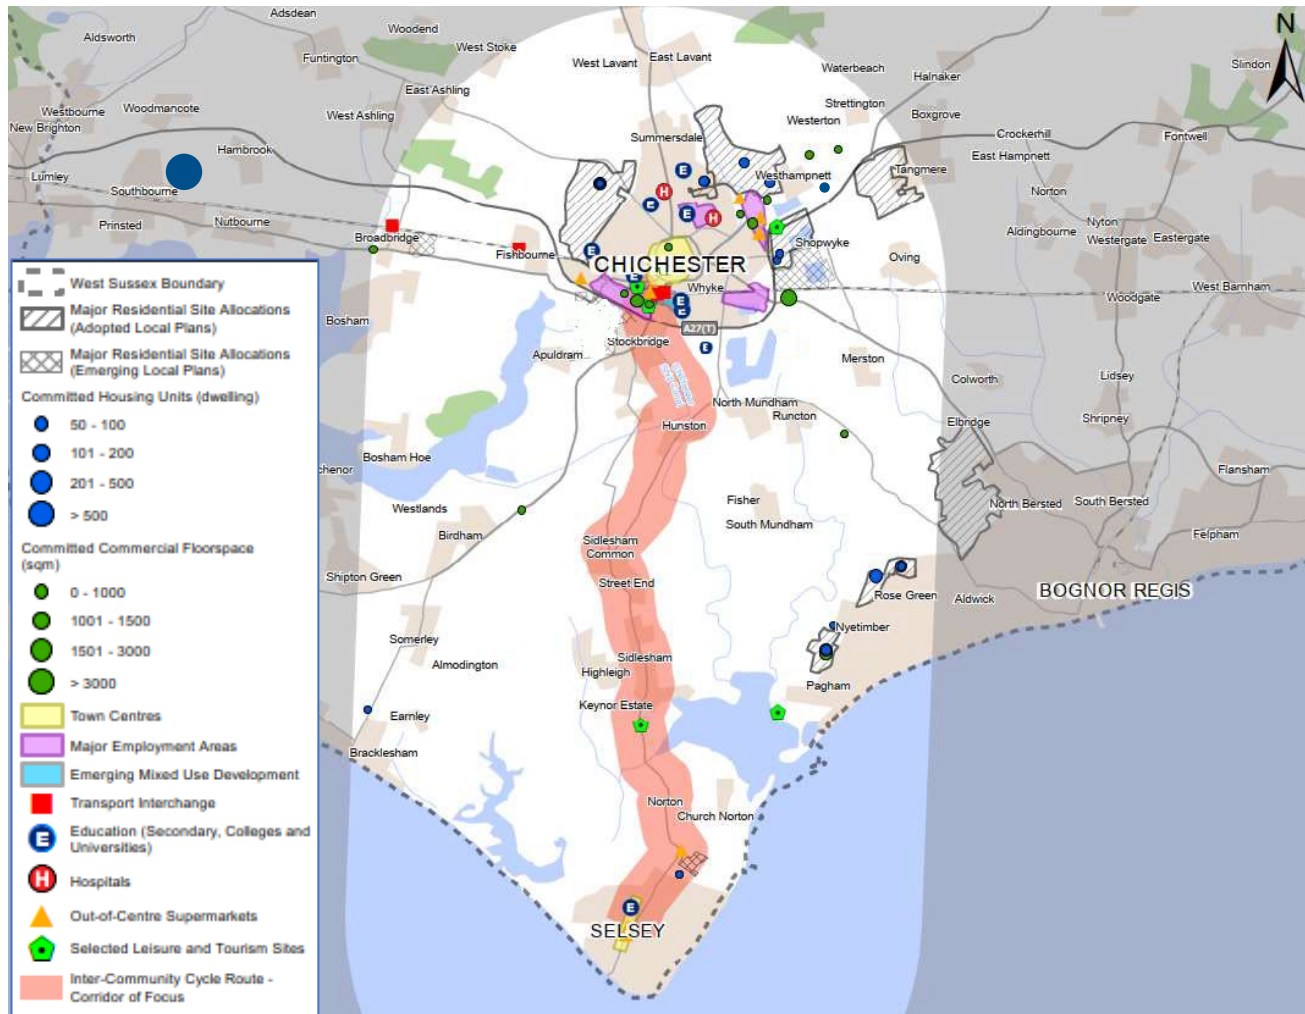 Adsdean
Woodend
N
Aldsworth
West Stoke
Funtington
West Lavant
East Lavant
Waterbeach
Halnaker
Slindon
East Ashling
Westbourne
Woodmancote
West Ashling
Strettington
Boxgrove
Westerton
New Brighton
Summersdale
Crockerhill
Fontwell
Hambrook
East Hampnett
Lumley
Westhampnett
Tangmere
Southbourne
Norton
Prinsted
Nutbourne
Nyton
Broadbridge
Fishbourne
Shopwyke
Aldingbourne
Westergate
Eastergate
CHICHESTER
Oving
Whyke
West Barnham
Woodgate
Bosham
A27(T)
Stockbridge
Apuldram
Merston
Colworth
Lidsey
North Mundham
Runcton
Elbridge
Shripney
Hunston
Bosham Hoe
chenor
Flansham
Westlands
Fisher
North Bersted
South Bersted
South Mundham
Birdham
Felpham
Sidlesham
Common
Shipton Green
Street End
Rose Green
Aldwick
BOGNOR REGIS
Nyetimber
Somerley
Almodington
Sidlesham
Highleigh
Pagham
Keynor Estate
Earnley
Bracklesham
Norton
Church Norton
SELSEY
West Sussex Boundary
Major Residential Site Allocations
(Adopted Local Plans)
Major Residential Site Allocations
(Emerging Local Plans)
Committed Housing Units (dwelling)
50 - 100
101 - 200
201 - 500
> 500
Committed Commercial Floorspace
(sqm)
0 - 1000
1001 - 1500
1501 - 3000
> 3000
Town Centres
Major Employment Areas
Emerging Mixed Use Development
Transport Interchange
E Education (Secondary, Colleges and
Universities)
H Hospitals
Out-of-Centre Supermarkets
Selected Leisure and Tourism Sites
Inter-Community Cycle Route -
Corridor of Focus